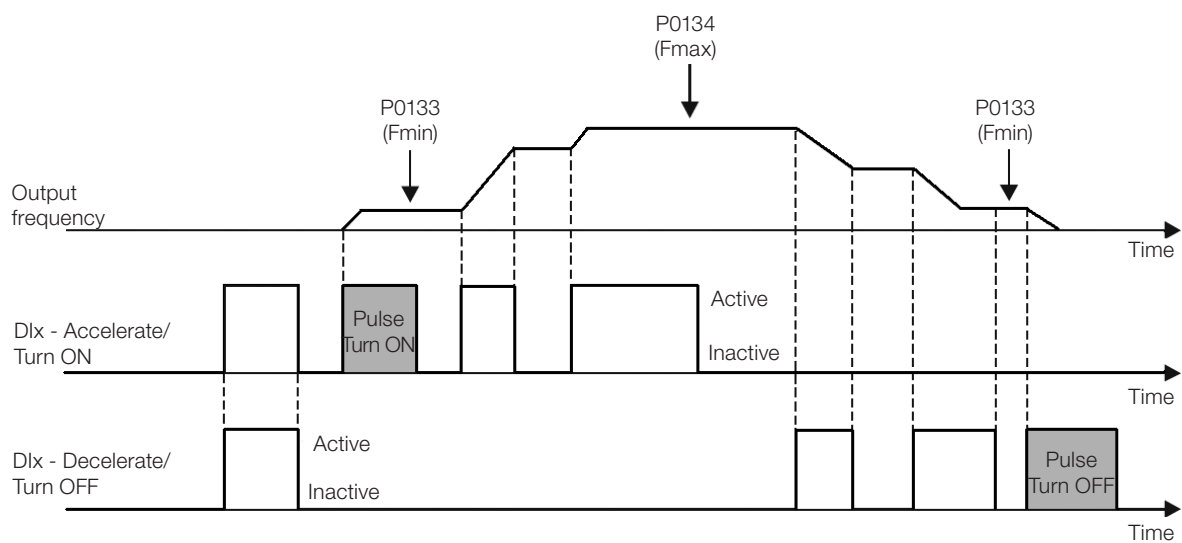 P0134
(Fmax)
P0133
(Fmin)
P0133
(Fmin)
Output
frequency
Time
DIx - Accelerate/
Turn ON
Pulse
Turn ON
Active
Inactive
Time
DIx - Decelerate/
Turn OFF
Active
Inactive
Pulse
Turn OFF
Time